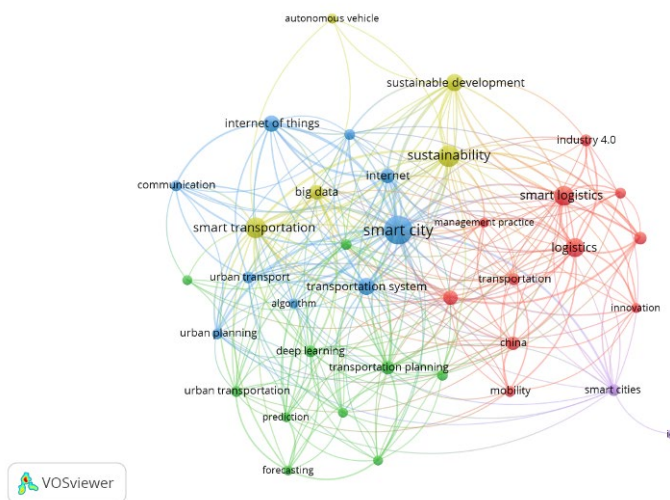 autonomous vehicle
sustainable development
internet of things
industry 4.0
sustainability
internet
communication
big data
smart logistics
smart transportation
smart city
management practice
logistics
urban transport
transportation system
transportation
algorithm
innovation
urban planning
china
deep learning
transportation planning
urban transportation
mobility
smart cities
prediction
forecasting
VOSviewer